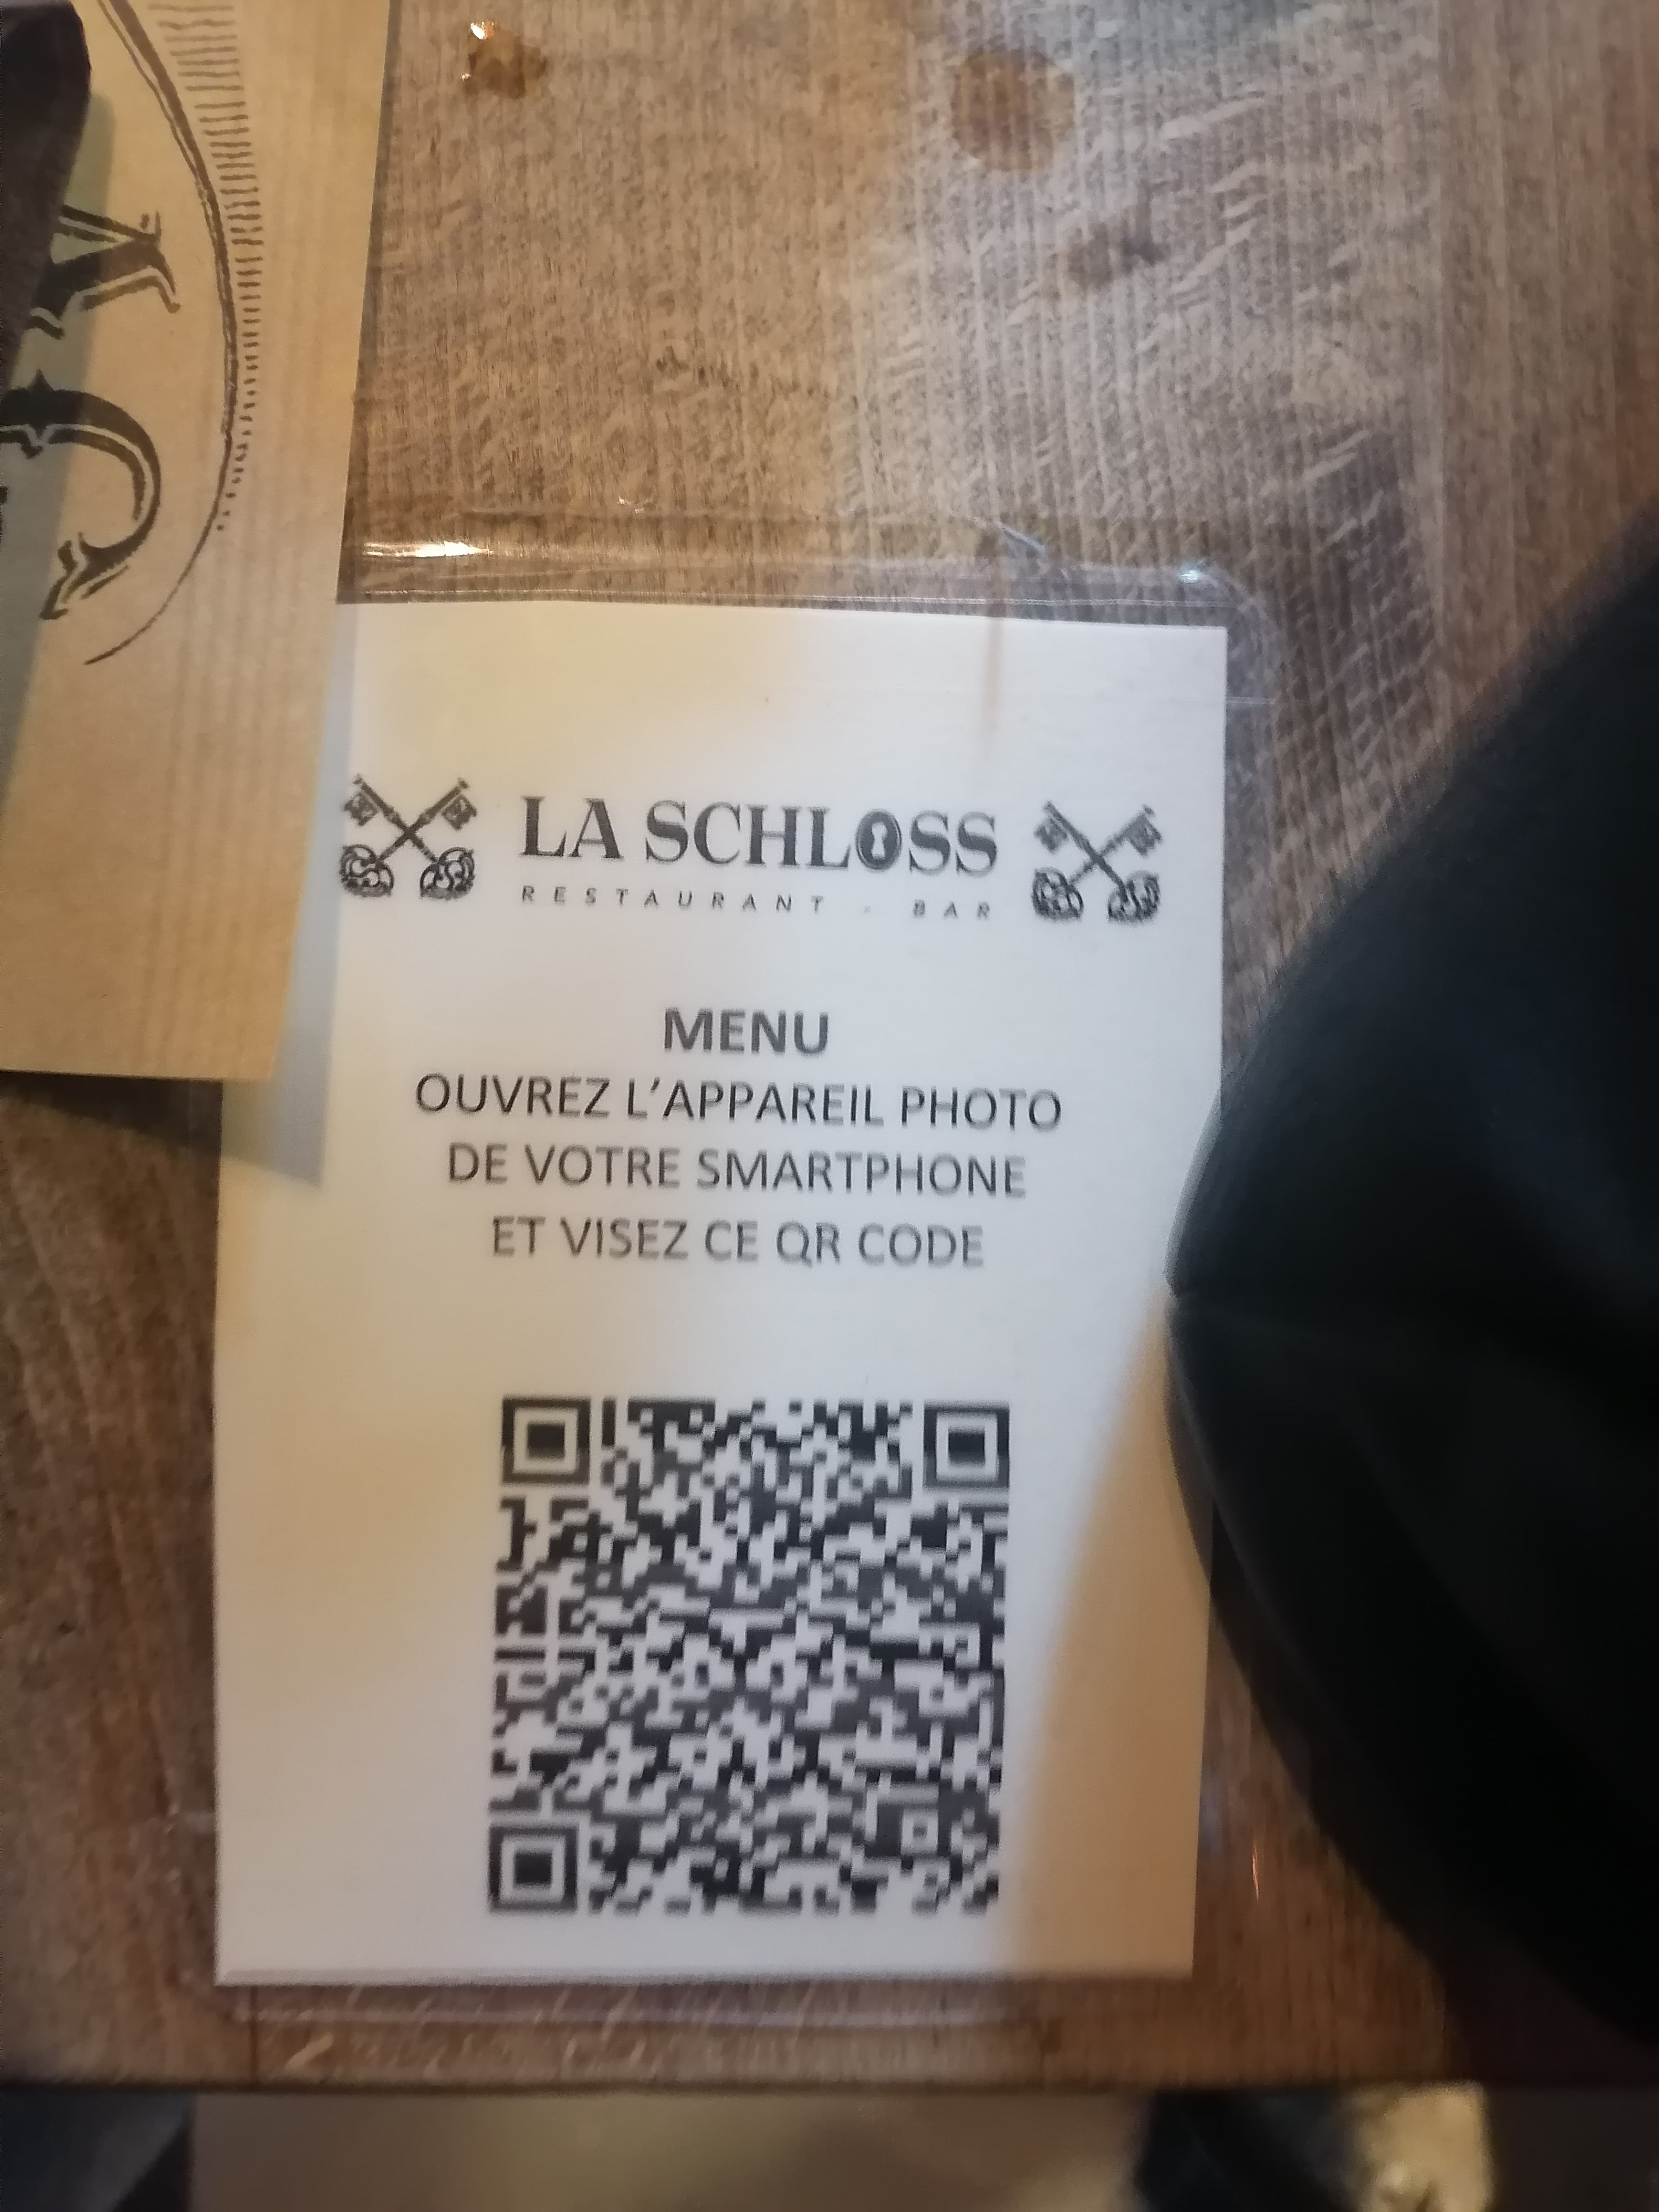 LA SCHLOSS
RESTAURANT - BAR
MENU
OUVREZ L'APPAREIL PHOTO
DE VOTRE SMARTPHONE
ET VISEZ CE QR CODE